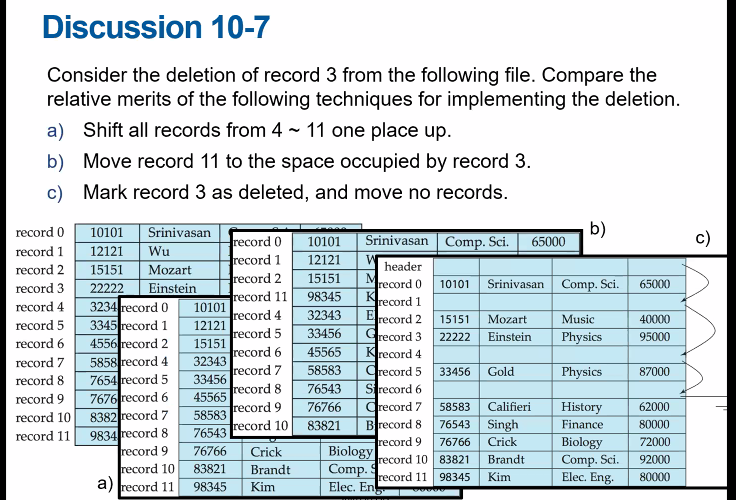 Discussion 10-7
Consider the deletion of record 3 from the following file. Compare the
relative merits of the following techniques for implementing the deletion.
a) Shift all records from 4 ~ 11 one place up.
b) Move record 11 to the space occupied by record 3.
c) Mark record 3 as deleted, and move no records.
record 0 10101 Srinivasan
record 1 12121 Wu
record 2 15151 Mozart
record 3 22222 Einstein
record 4 3234
record 5 3345
record 6 4556
record 7 5858
record 8 7654
record 9 7676
record 10 8382
record 11 9834
a)
record 0 10101
record 1 12121
record 2 15151
record 4 32343
record 5 33456
record 6 45565
record 7 58583
record 8 76543
record 9 76766 Crick Biology
record 10 83821 Brandt Comp. S
record 11 98345 Kim Elec. Eng.
b)
record 0 10101 Srinivasan Comp. Sci. 65000
record 1 12121 W
record 2 15151 M
record 11 98345 K
record 4 32343 E
record 5 33456 G
record 6 45565 K
record 7 58583 C
record 8 76543 Si
record 9 76766 C
record 10 83821 B
c)
header
record 0 10101 Srinivasan Comp. Sci. 65000
record 1
record 2 15151 Mozart Music 40000
record 3 22222 Einstein Physics 95000
record 4
record 5 33456 Gold Physics 87000
record 6
record 7 58583 Califieri History 62000
record 8 76543 Singh Finance 80000
record 9 76766 Crick Biology 72000
record 10 83821 Brandt Comp. Sci. 92000
record 11 98345 Kim Elec. Eng. 80000